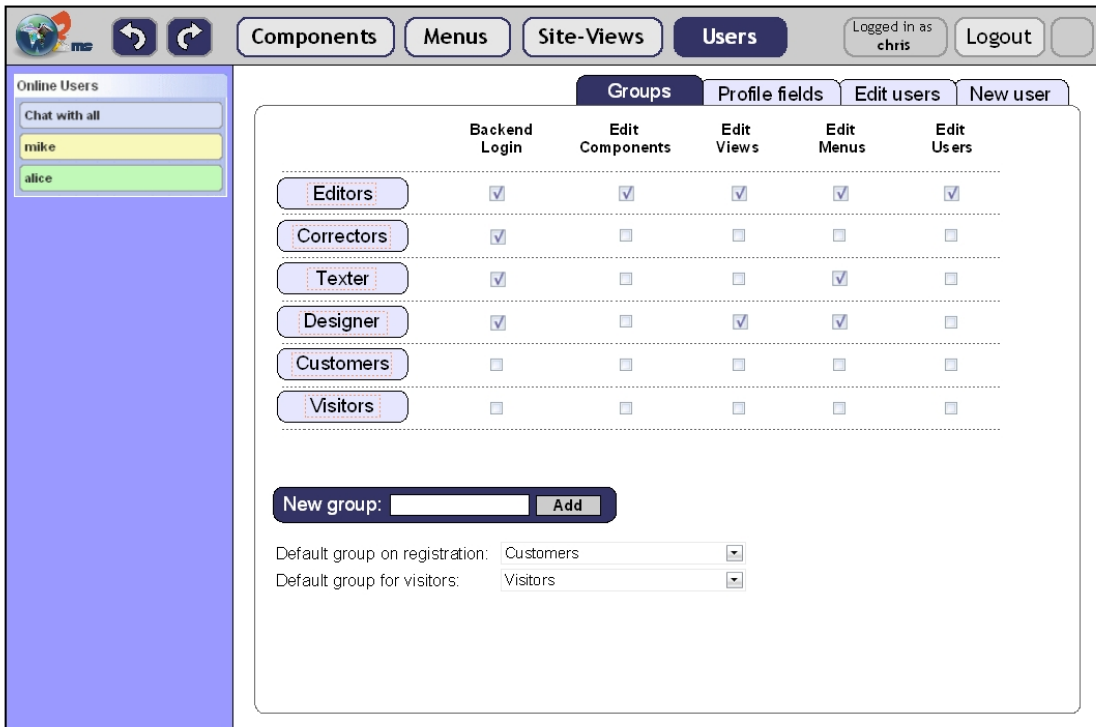 ms
Components
Menus
Site-Views
Users
Logged in as
chris
Logout
Online Users
Chat with all
mike
alice
Groups
Profile fields
Edit users
New user
Backend
Login
Edit
Components
Edit
Views
Edit
Menus
Edit
Users
Editors
Correctors
Texter
Designer
Customers
Visitors
New group:
Add
Default group on registration: Customers
Default group for visitors: Visitors